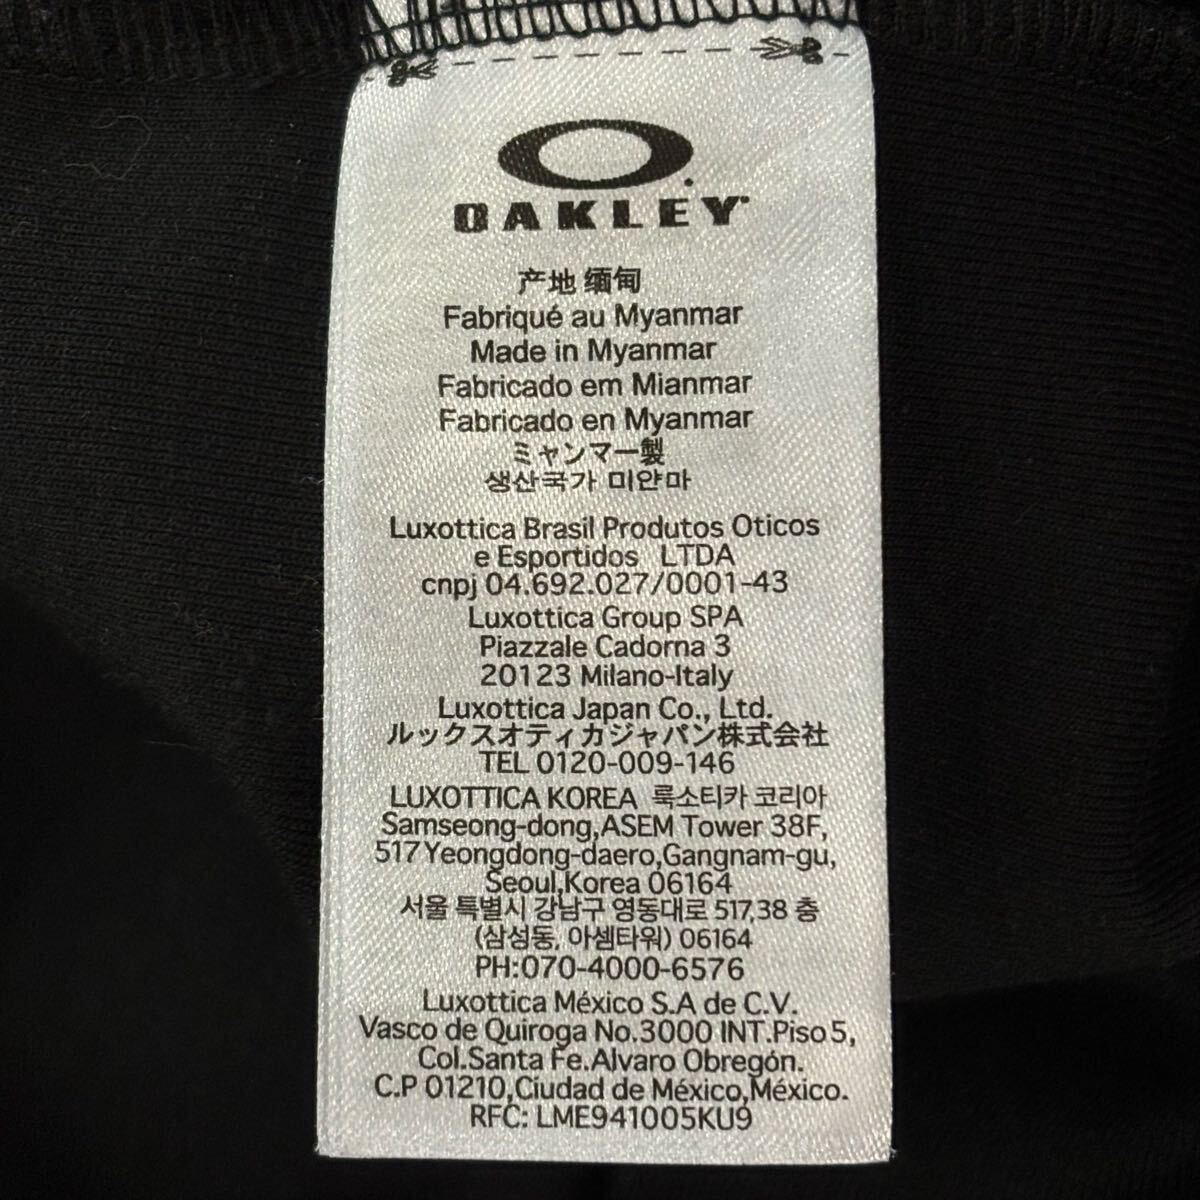 OAKLEY
产地 缅甸
Fabriqué au Myanmar
Made in Myanmar
Fabricado em Mianmar
Fabricado en Myanmar
ミャンマー製
생산국가 미얀마
Luxottica Brasil Produtos Oticos
e Esportidos LTDA
cnpj 04.692.027/0001-43
Luxottica Group SPA
Piazzale Cadorna 3
20123 Milano-Italy
Luxottica Japan Co., Ltd.
ルックスオティカジャパン株式会社
TEL 0120-009-146
LUXOTTICA KOREA 룩소티카 코리아
Samseong-dong,ASEM Tower 38F,
517 Yeongdong-daero,Gangnam-gu,
Seoul,Korea 06164
서울 특별시 강남구 영동대로 517,38 층
(삼성동, 아셈타워) 06164
PH:070-4000-6576
Luxottica México S.A de C.V.
Vasco de Quiroga No.3000 INT.Piso 5,
Col.Santa Fe.Alvaro Obregón.
C.P 01210,Ciudad de México,México.
RFC: LME941005KU9